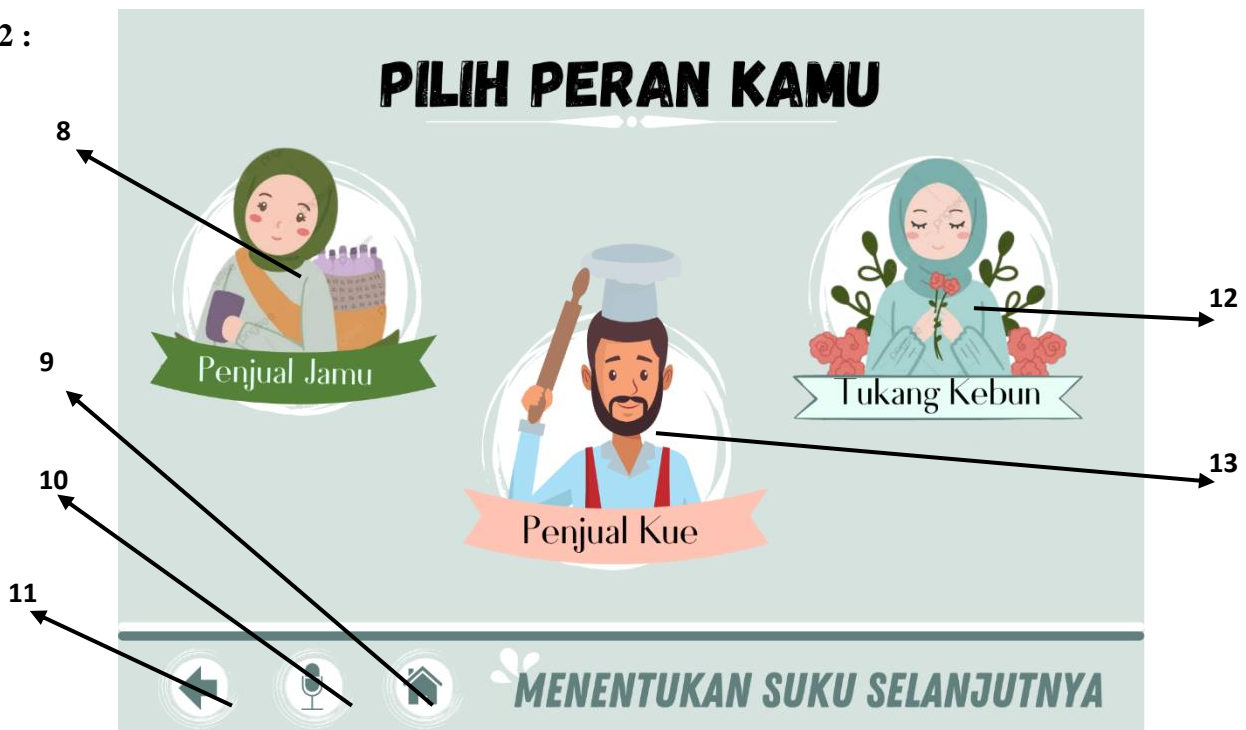 2 :
PILIH PERAN KAMU
8
12
9
Penjual Jamu
Tukang Kebun
13
10
Penjual Kue
11
MENENTUKAN SUKU SELANJUTNYA